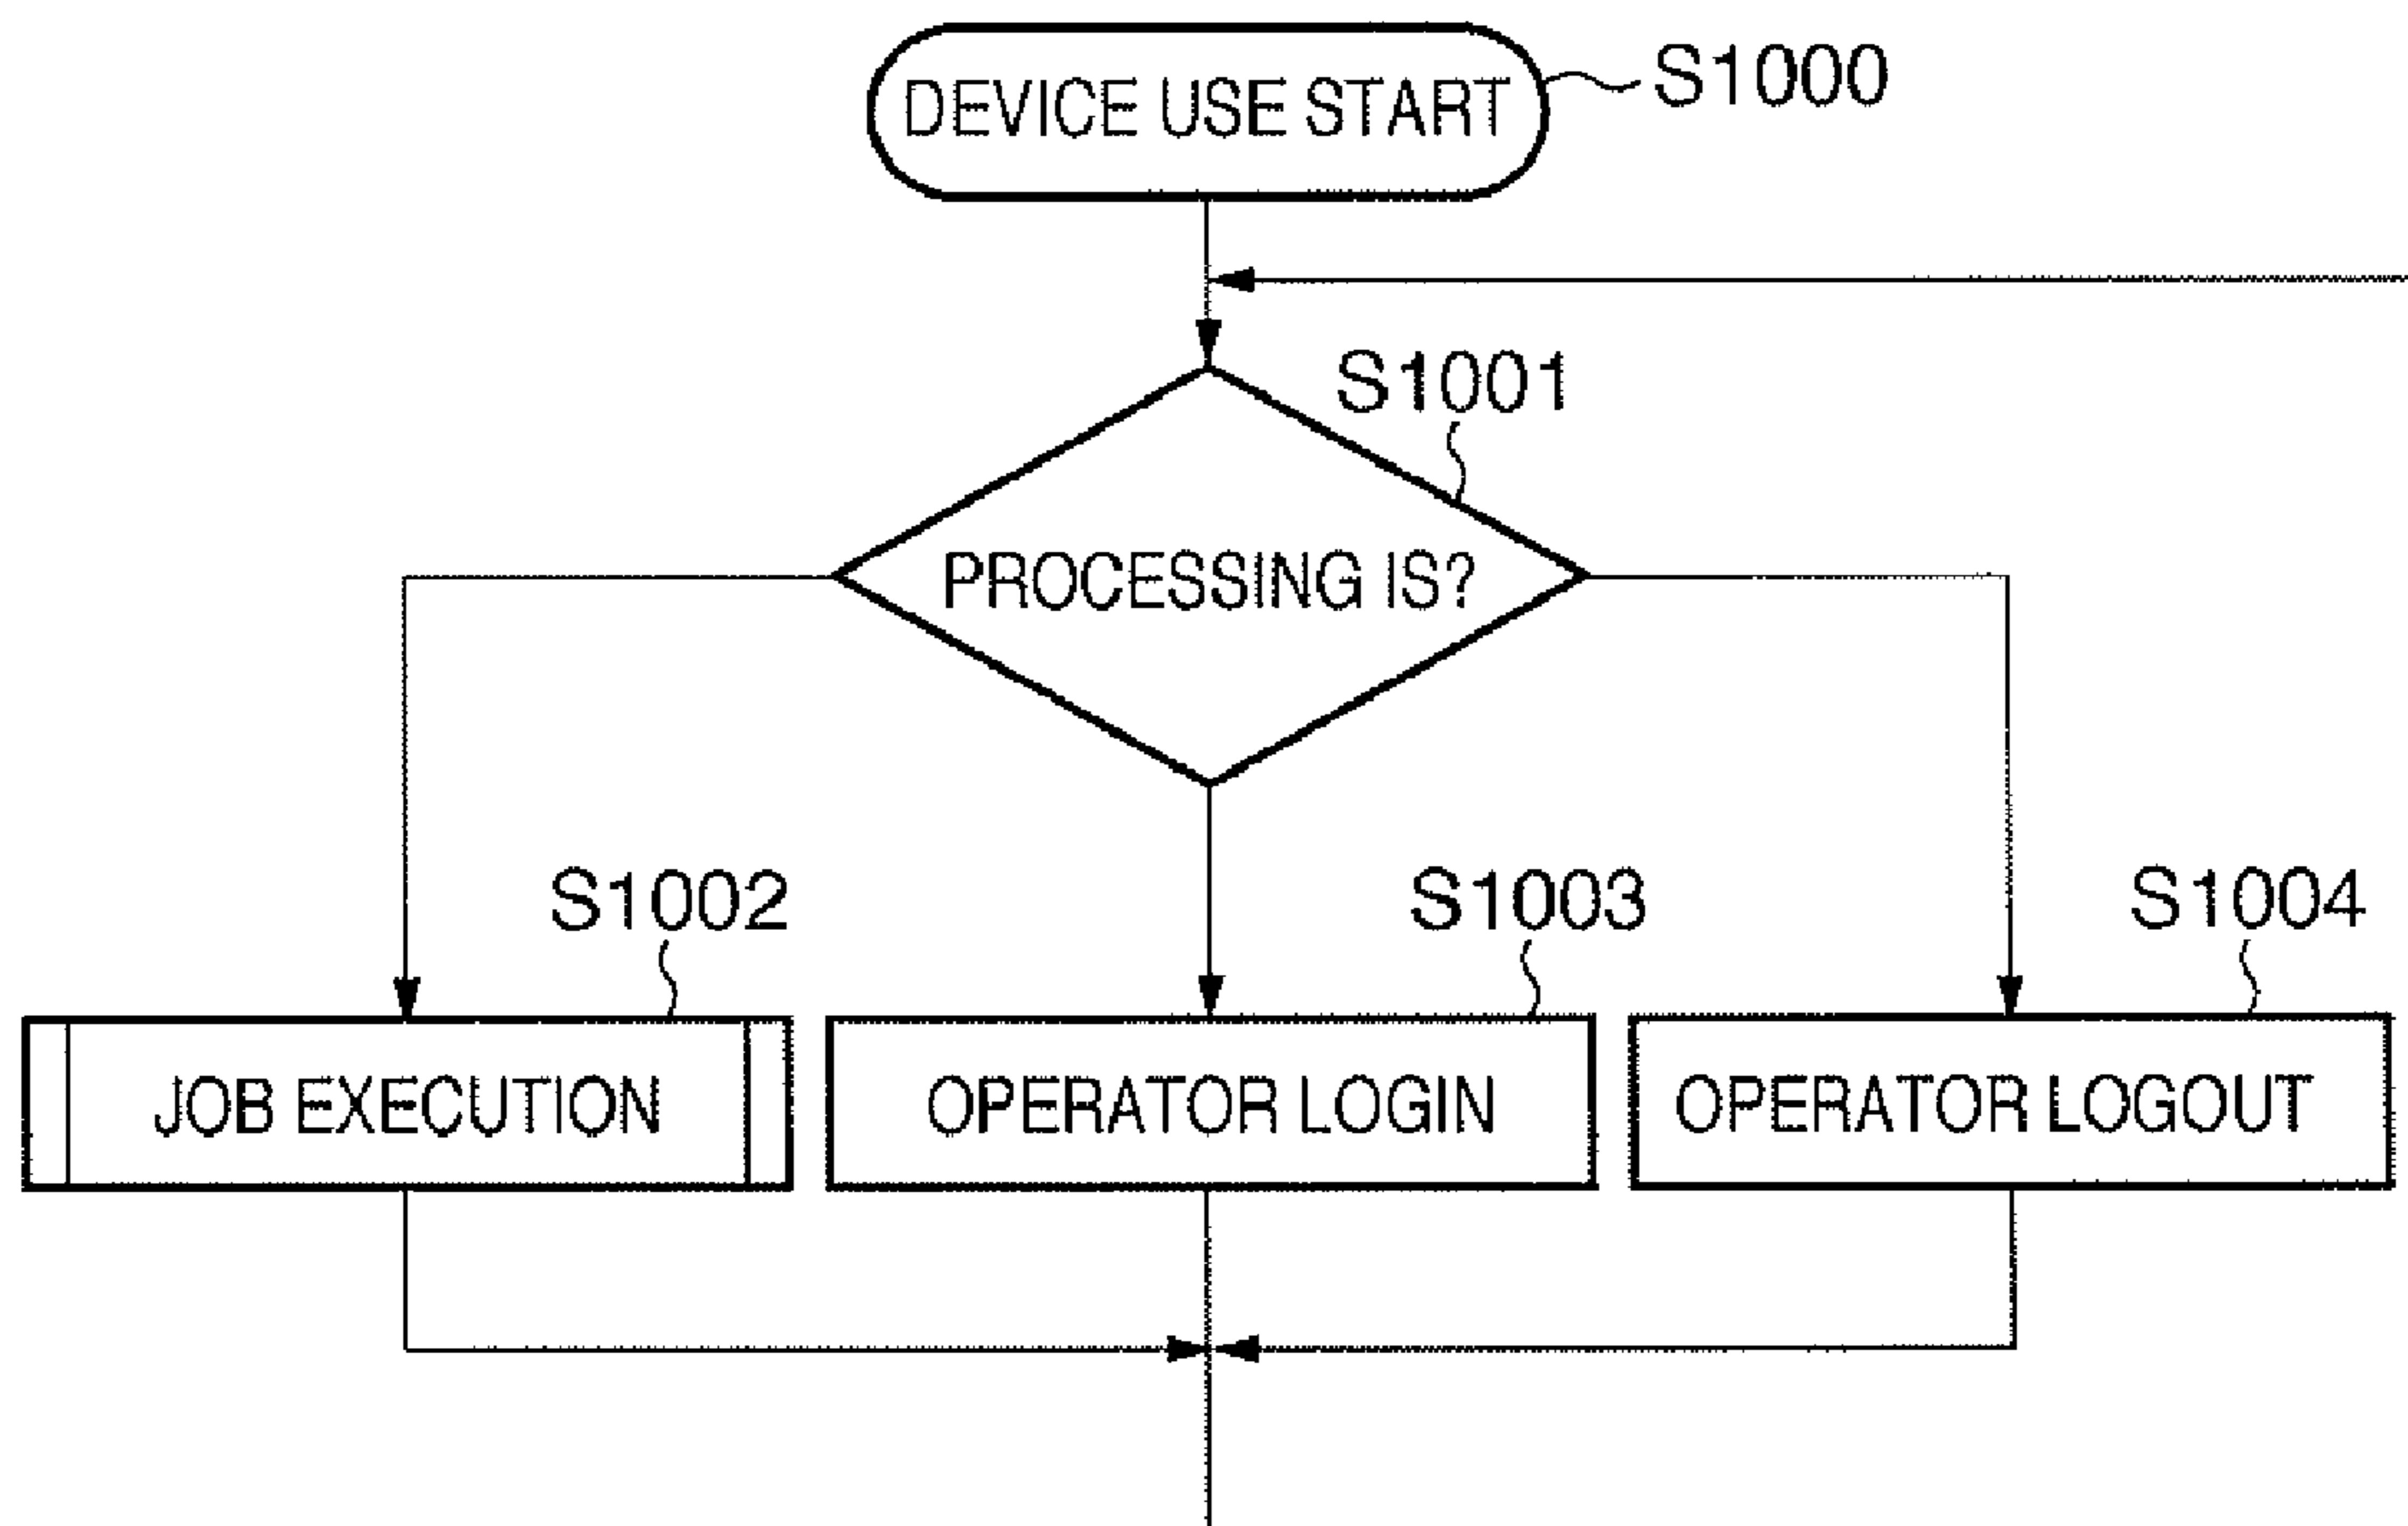 DEVICE USE START
S1000
S1001
PROCESSING IS?
S1002
S1003
S1004
JOB EXECUTION
OPERATOR LOGIN
OPERATOR LOGOUT